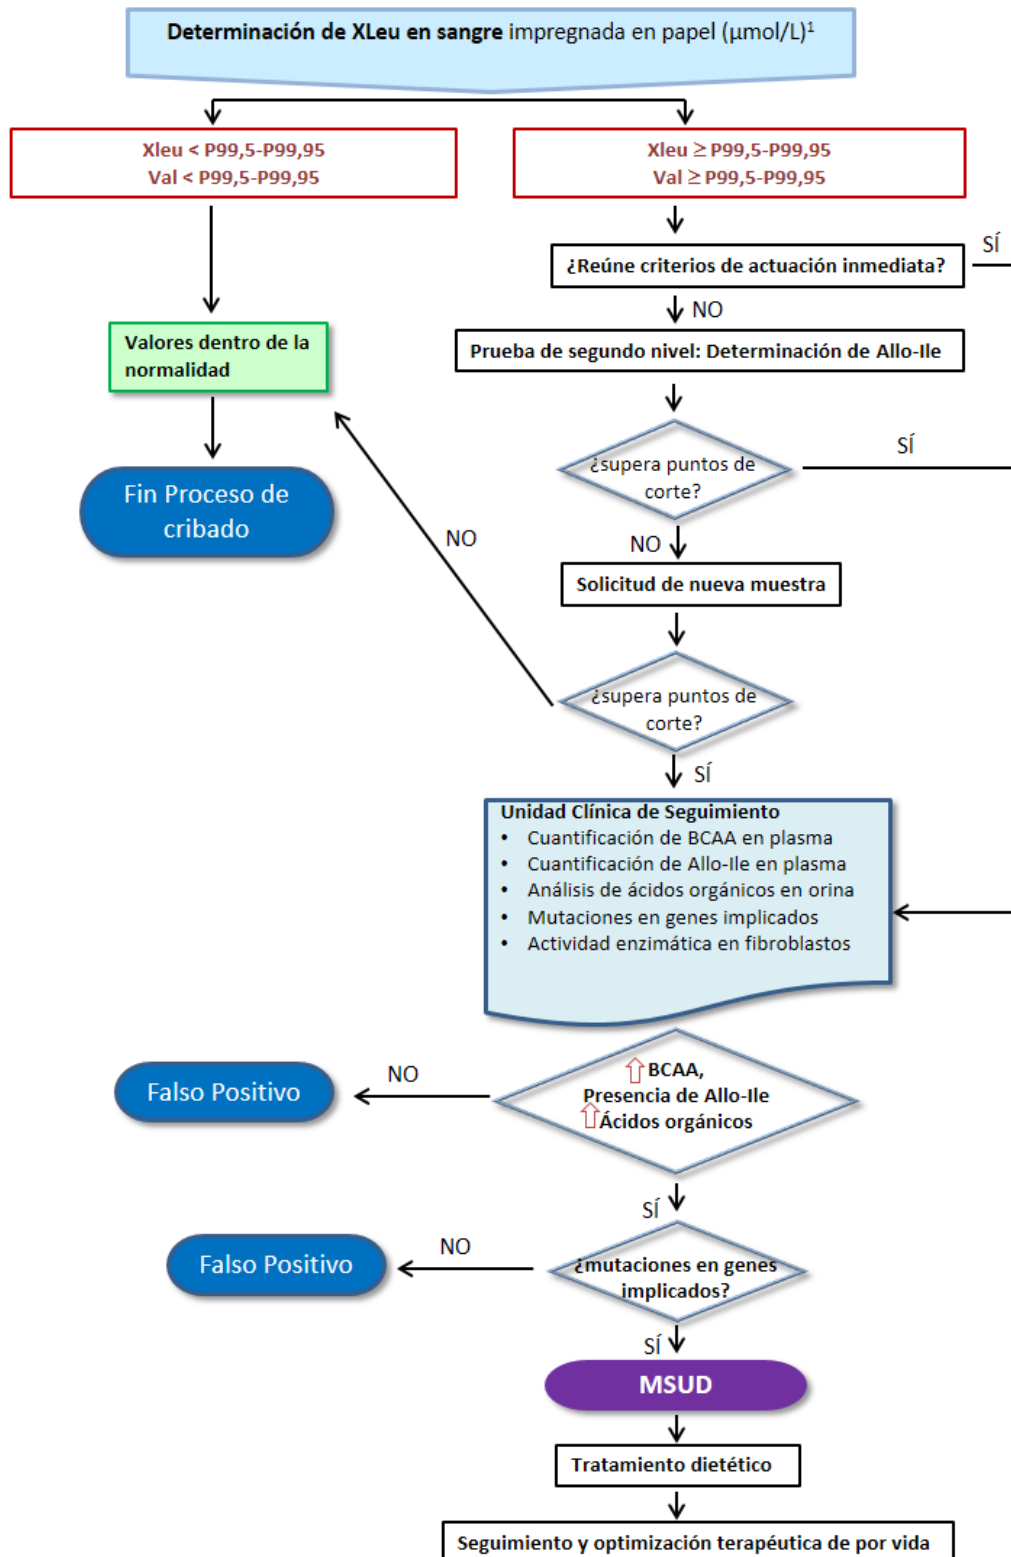 Determinación de XLeu en sangre impregnada en papel (µmol/L)¹
Xleu < P99,5-P99,95
Val < P99,5-P99,95
Xleu ≥ P99,5-P99,95
Val ≥ P99,5-P99,95
SÍ
¿Reúne criterios de actuación inmediata?
NO
Valores dentro de la
normalidad
Prueba de segundo nivel: Determinación de Allo-Ile
¿supera puntos de
corte?
SÍ
Fin Proceso de
cribado
NO
NO
Solicitud de nueva muestra
¿supera puntos de
corte?
SÍ
Unidad Clínica de Seguimiento
• Cuantificación de BCAA en plasma
• Cuantificación de Allo-Ile en plasma
• Análisis de ácidos orgánicos en orina
• Mutaciones en genes implicados
• Actividad enzimática en fibroblastos
BCAA,
Presencia de Allo-Ile
Ácidos orgánicos
NO
Falso Positivo
SÍ
¿mutaciones en genes
implicados?
NO
Falso Positivo
SÍ
MSUD
Tratamiento dietético
Seguimiento y optimización terapéutica de por vida